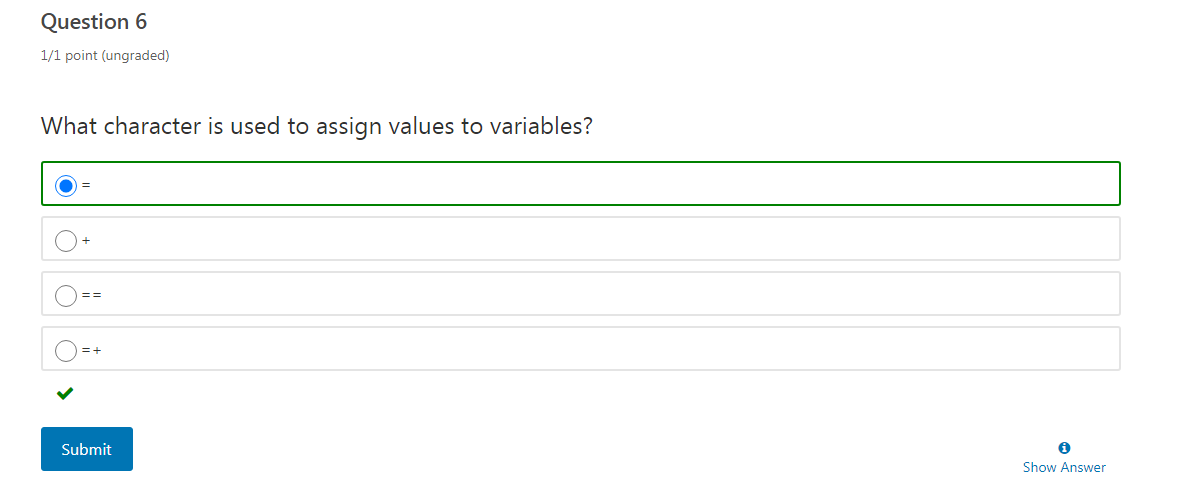 Question 6
1/1 point (ungraded)
What character is used to assign values to variables?
=
+
==
=+
Submit
Show Answer